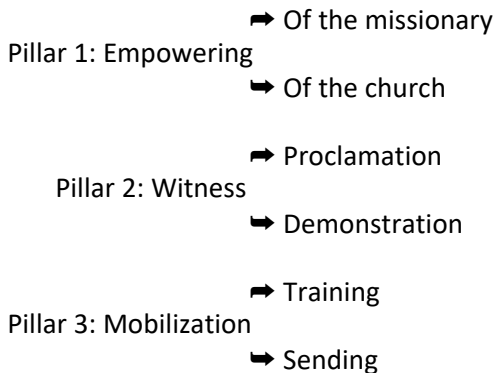 ➡ Of the missionary
Pillar 1: Empowering
➡ Of the church
➡ Proclamation
Pillar 2: Witness
➡ Demonstration
➡ Training
Pillar 3: Mobilization
➡ Sending